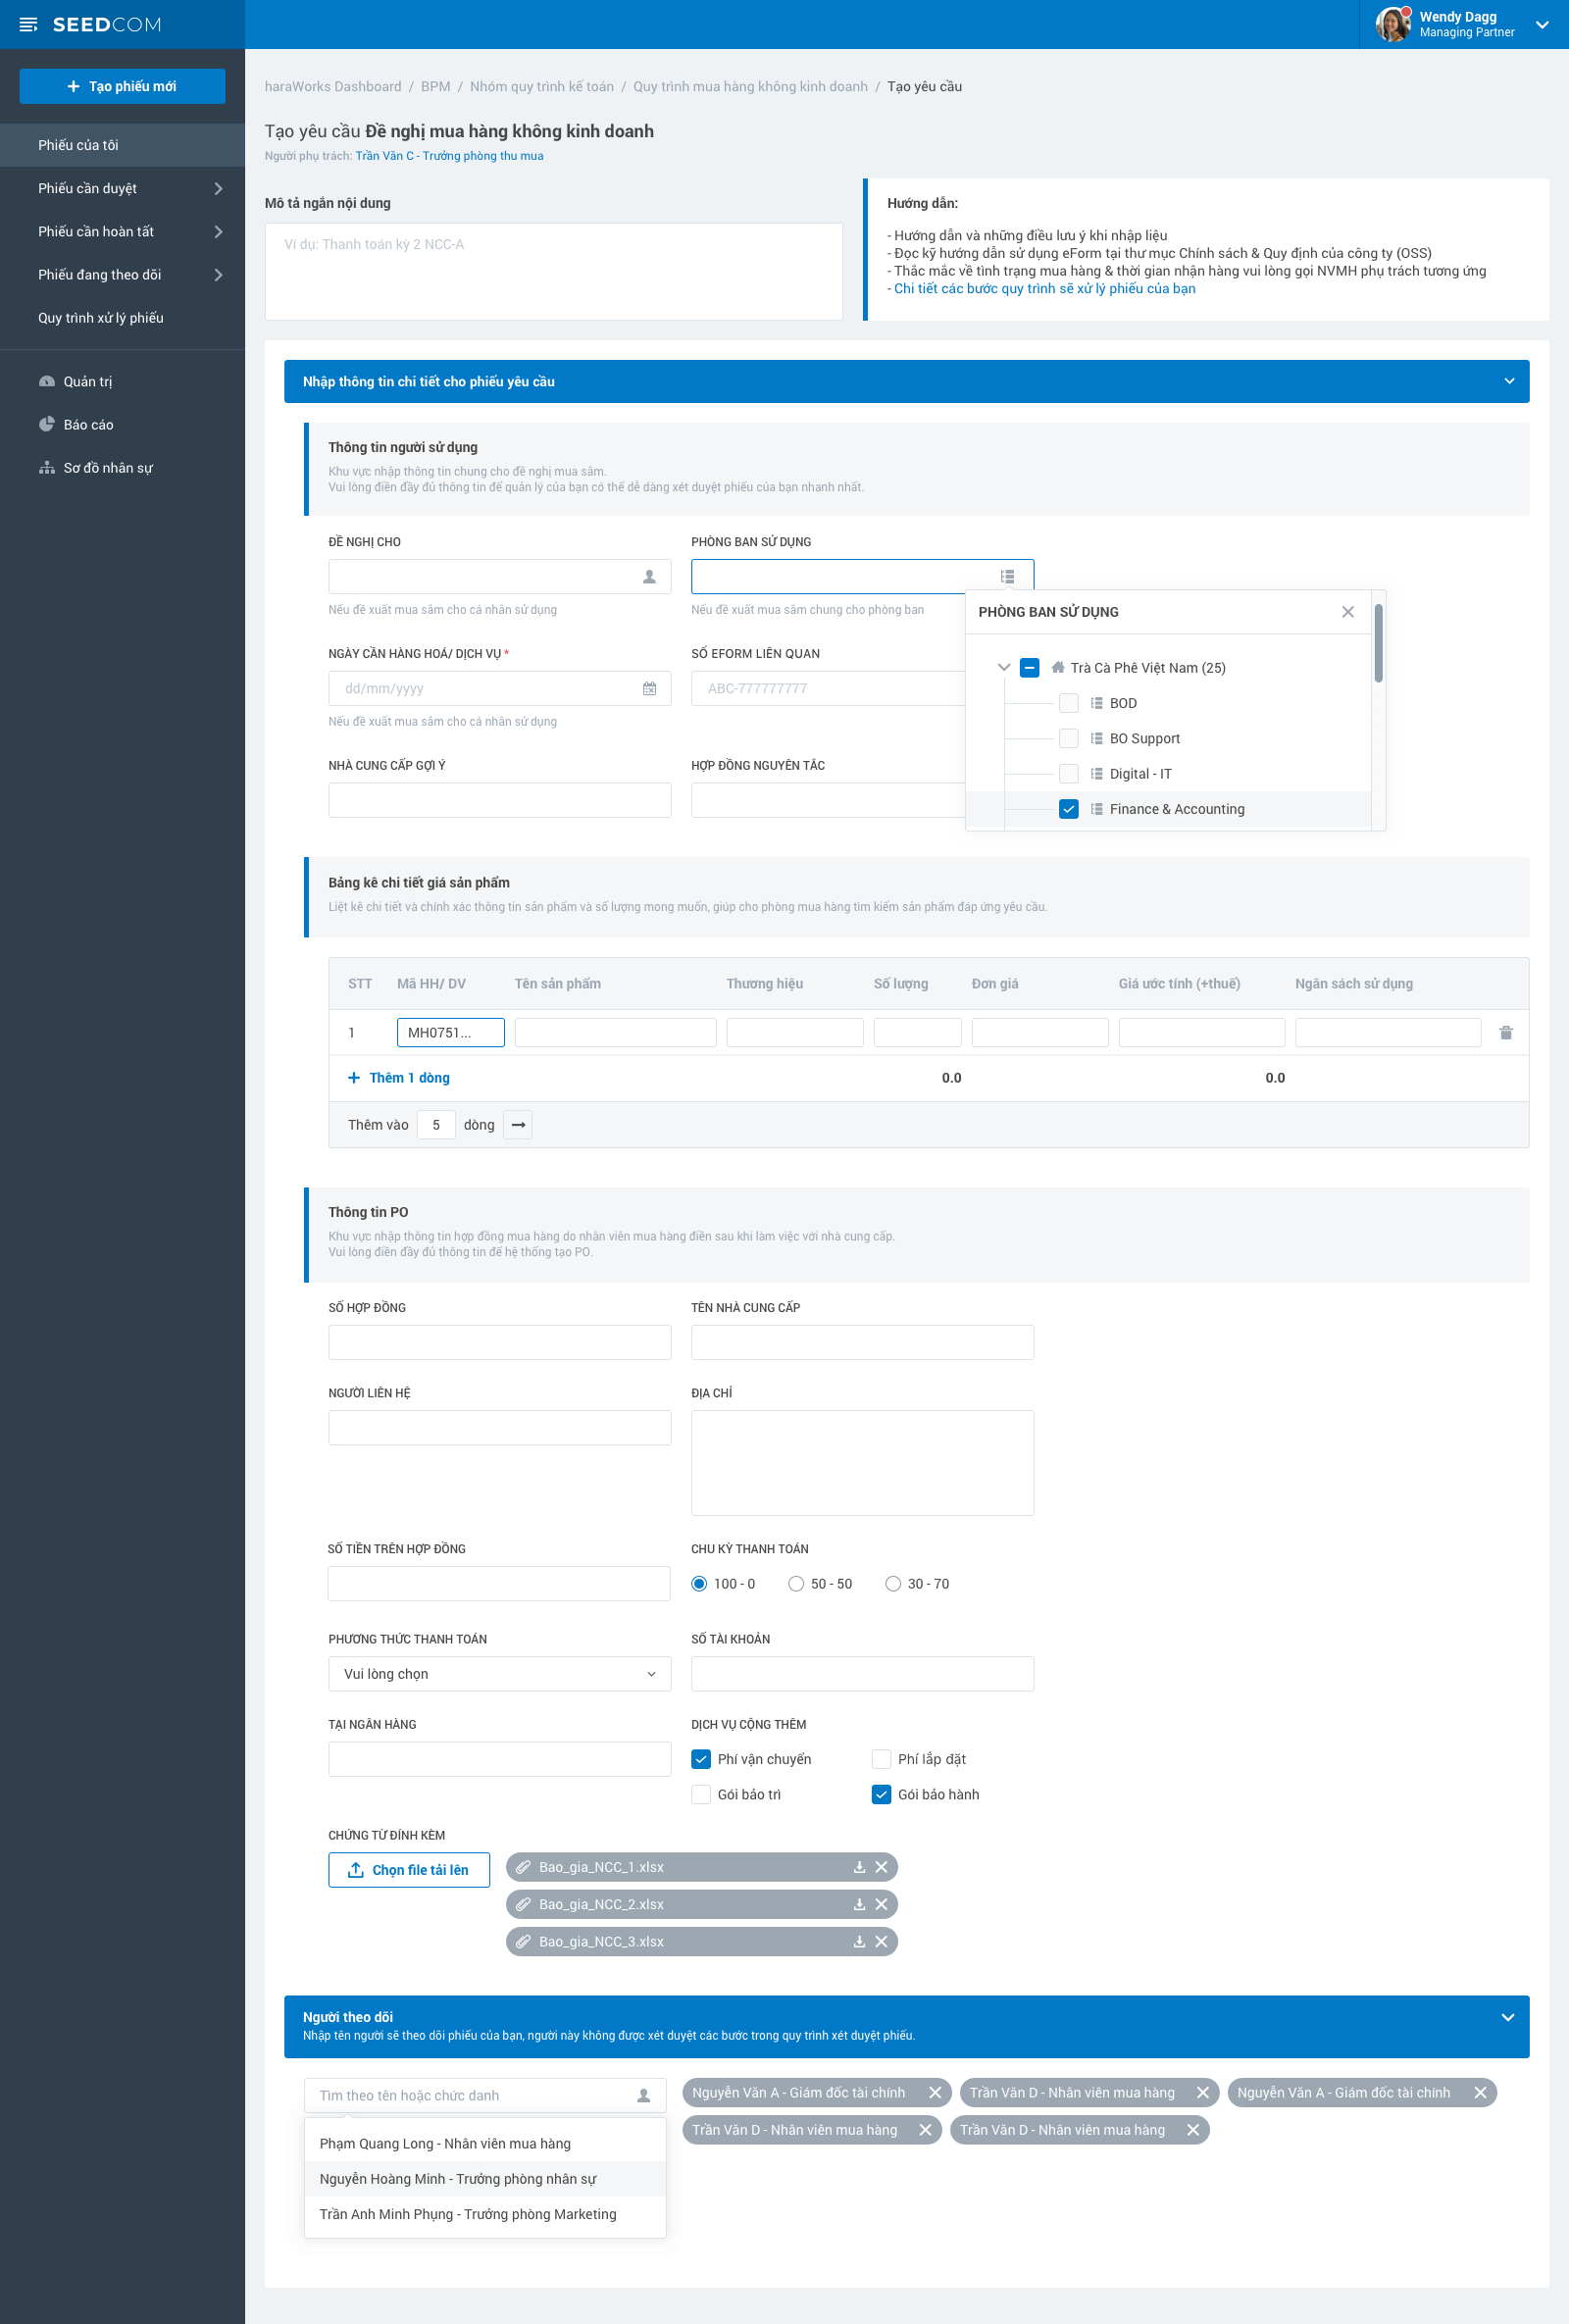 SEEDCOM
Wendy Dagg
Managing Partner
Tạo phiếu mới
Phiếu của tôi
Phiếu cần duyệt
Phiếu cần hoàn tất
Phiếu đang theo dõi
Quy trình xử lý phiếu
Quản trị
Báo cáo
Sơ đồ nhân sự
haraWorks Dashboard / BPM / Nhóm quy trình kế toán / Quy trình mua hàng không kinh doanh / Tạo yêu cầu
Tạo yêu cầu Đề nghị mua hàng không kinh doanh
Người phụ trách: Trần Văn C - Trưởng phòng thu mua
Mô tả ngắn nội dung
Ví dụ: Thanh toán kỳ 2 NCC-A
Hướng dẫn:
- Hướng dẫn và những điều lưu ý khi nhập liệu
- Đọc kỹ hướng dẫn sử dụng eForm tại thư mục Chính sách & Quy định của công ty (OSS)
- Thắc mắc về tình trạng mua hàng & thời gian nhận hàng vui lòng gọi NVMH phụ trách tương ứng
- Chi tiết các bước quy trình sẽ xử lý phiếu của bạn
Nhập thông tin chi tiết cho phiếu yêu cầu
Thông tin người sử dụng
Khu vực nhập thông tin chung cho đề nghị mua sắm.
Vui lòng điền đầy đủ thông tin để quản lý của bạn có thể dễ dàng xét duyệt phiếu của bạn nhanh nhất.
ĐỀ NGHỊ CHO
PHÒNG BAN SỬ DỤNG
Nếu đề xuất mua sắm cho cá nhân sử dụng
Nếu đề xuất mua sắm chung cho phòng ban
PHÒNG BAN SỬ DỤNG
Trà Cà Phê Việt Nam (25)
BOD
BO Support
Digital - IT
Finance & Accounting
NGÀY CẦN HÀNG HOÁ/ DỊCH VỤ *
SỐ EFORM LIÊN QUAN
dd/mm/yyyy
ABC-777777777
Nếu đề xuất mua sắm cho cá nhân sử dụng
NHÀ CUNG CẤP GỢI Ý
HỢP ĐỒNG NGUYÊN TẮC
Bảng kê chi tiết giá sản phẩm
Liệt kê chi tiết và chính xác thông tin sản phẩm và số lượng mong muốn, giúp cho phòng mua hàng tìm kiếm sản phẩm đáp ứng yêu cầu.
STT Mã HH/ DV Tên sản phẩm Thương hiệu Số lượng Đơn giá Giá ước tính (+thuế) Ngân sách sử dụng
1 MH0751...
Thêm 1 dòng 0.0 0.0
Thêm vào 5 dòng
Thông tin PO
Khu vực nhập thông tin hợp đồng mua hàng do nhân viên mua hàng điền sau khi làm việc với nhà cung cấp.
Vui lòng điền đầy đủ thông tin để hệ thống tạo PO.
SỐ HỢP ĐỒNG
TÊN NHÀ CUNG CẤP
NGƯỜI LIÊN HỆ
ĐỊA CHỈ
SỐ TIỀN TRÊN HỢP ĐỒNG
CHU KỲ THANH TOÁN
100 - 0 50 - 50 30 - 70
PHƯƠNG THỨC THANH TOÁN
SỐ TÀI KHOẢN
Vui lòng chọn
TẠI NGÂN HÀNG
DỊCH VỤ CỘNG THÊM
Phí vận chuyển Phí lắp đặt
Gói bảo trì Gói bảo hành
CHỨNG TỪ ĐÍNH KÈM
Chọn file tải lên
Bao_gia_NCC_1.xlsx
Bao_gia_NCC_2.xlsx
Bao_gia_NCC_3.xlsx
Người theo dõi
Nhập tên người sẽ theo dõi phiếu của bạn, người này không được xét duyệt các bước trong quy trình xét duyệt phiếu.
Tìm theo tên hoặc chức danh
Phạm Quang Long - Nhân viên mua hàng
Nguyễn Hoàng Minh - Trưởng phòng nhân sự
Trần Anh Minh Phụng - Trưởng phòng Marketing
Nguyễn Văn A - Giám đốc tài chính Trần Văn D - Nhân viên mua hàng Nguyễn Văn A - Giám đốc tài chính
Trần Văn D - Nhân viên mua hàng Trần Văn D - Nhân viên mua hàng